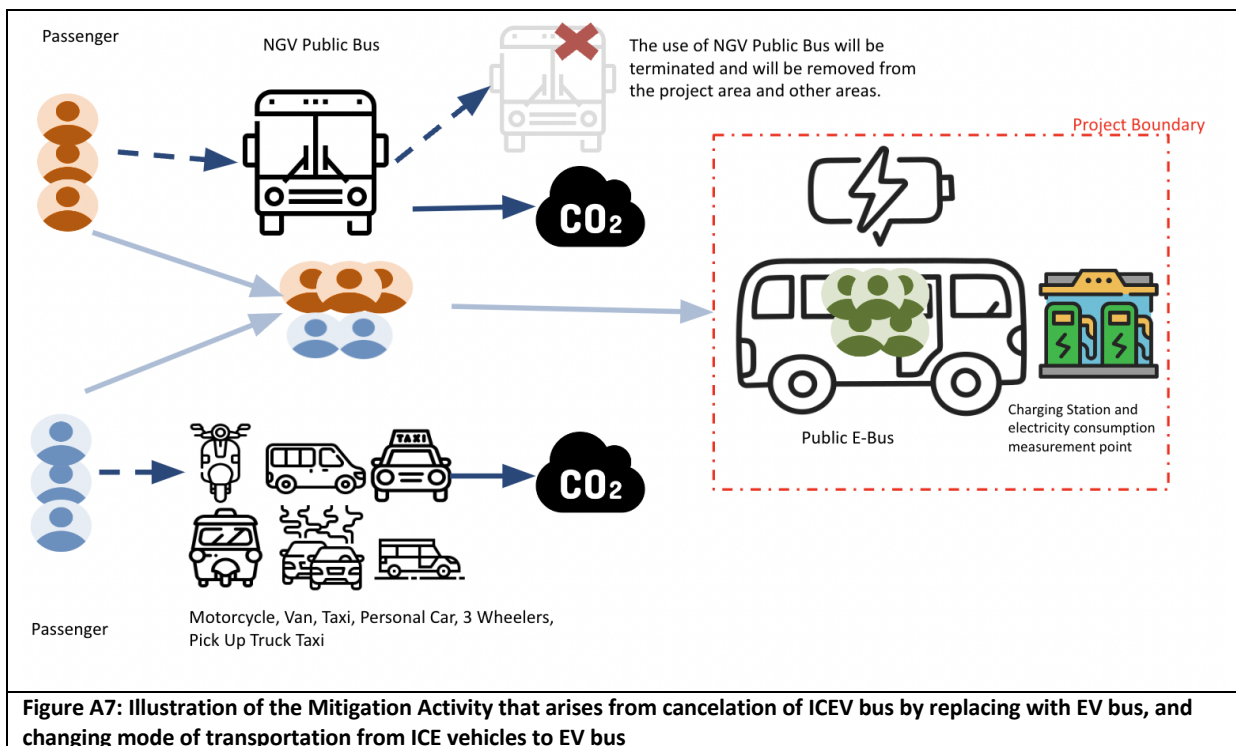 Passenger
NGV Public Bus
The use of NGV Public Bus will be
terminated and will be removed from
the project area and other areas.
Project Boundary
CO₂
Public E-Bus
Charging Station and
electricity consumption
measurement point
TAXI
CO₂
Passenger
Motorcycle, Van, Taxi, Personal Car, 3 Wheelers,
Pick Up Truck Taxi
Figure A7: Illustration of the Mitigation Activity that arises from cancelation of ICEV bus by replacing with EV bus, and
changing mode of transportation from ICE vehicles to EV bus